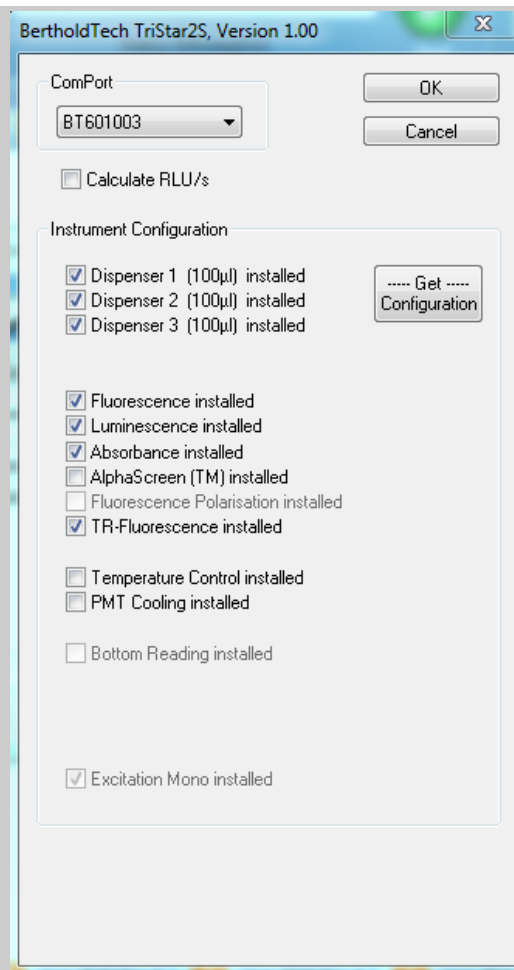 BertholdTech TriStar2S, Version 1.00
ComPort
BT601003
OK
Cancel
Calculate RLU/s
Instrument Configuration
Dispenser 1 (100µl) installed
Dispenser 2 (100µl) installed
Dispenser 3 (100µl) installed
----- Get -----
Configuration
Fluorescence installed
Luminescence installed
Absorbance installed
AlphaScreen (TM) installed
Fluorescence Polarisation installed
TR-Fluorescence installed
Temperature Control installed
PMT Cooling installed
Bottom Reading installed
Excitation Mono installed